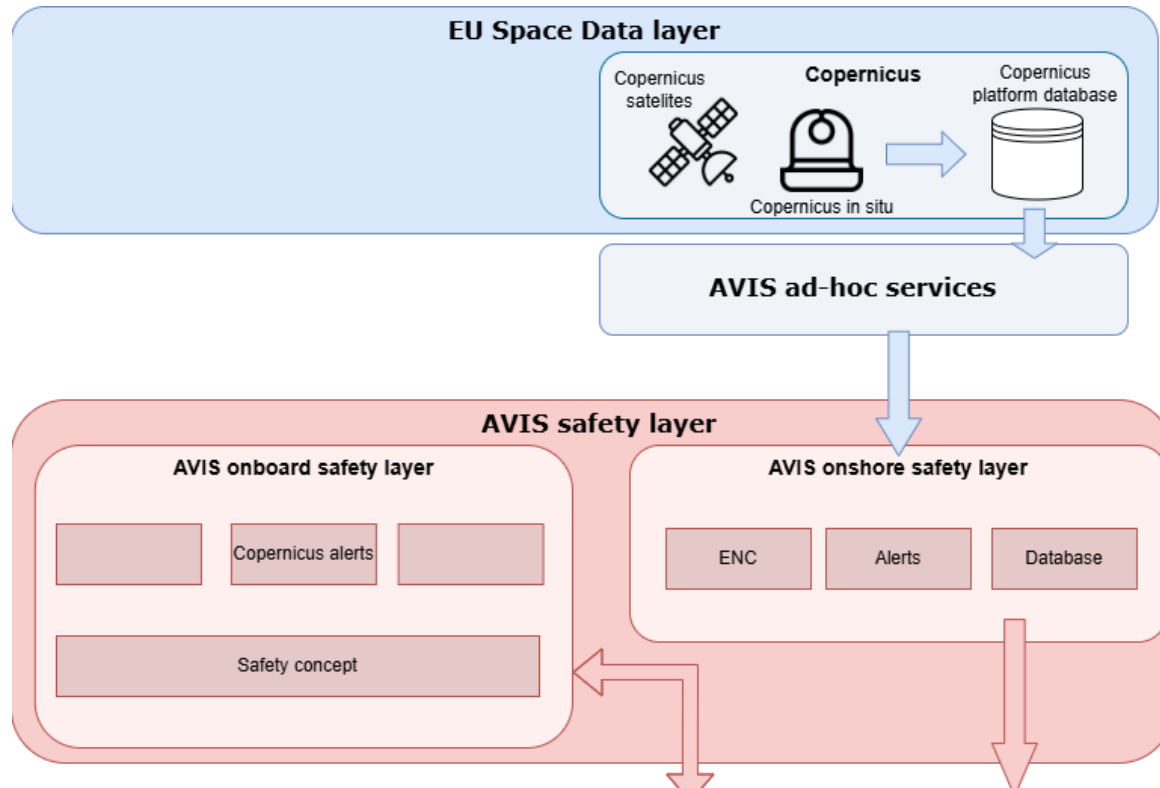 EU Space Data layer
Copernicus
satelites
Copernicus
Copernicus
platform database
Copernicus in situ
AVIS ad-hoc services
AVIS safety layer
AVIS onboard safety layer
AVIS onshore safety layer
Copernicus alerts
ENC
Alerts
Database
Safety concept